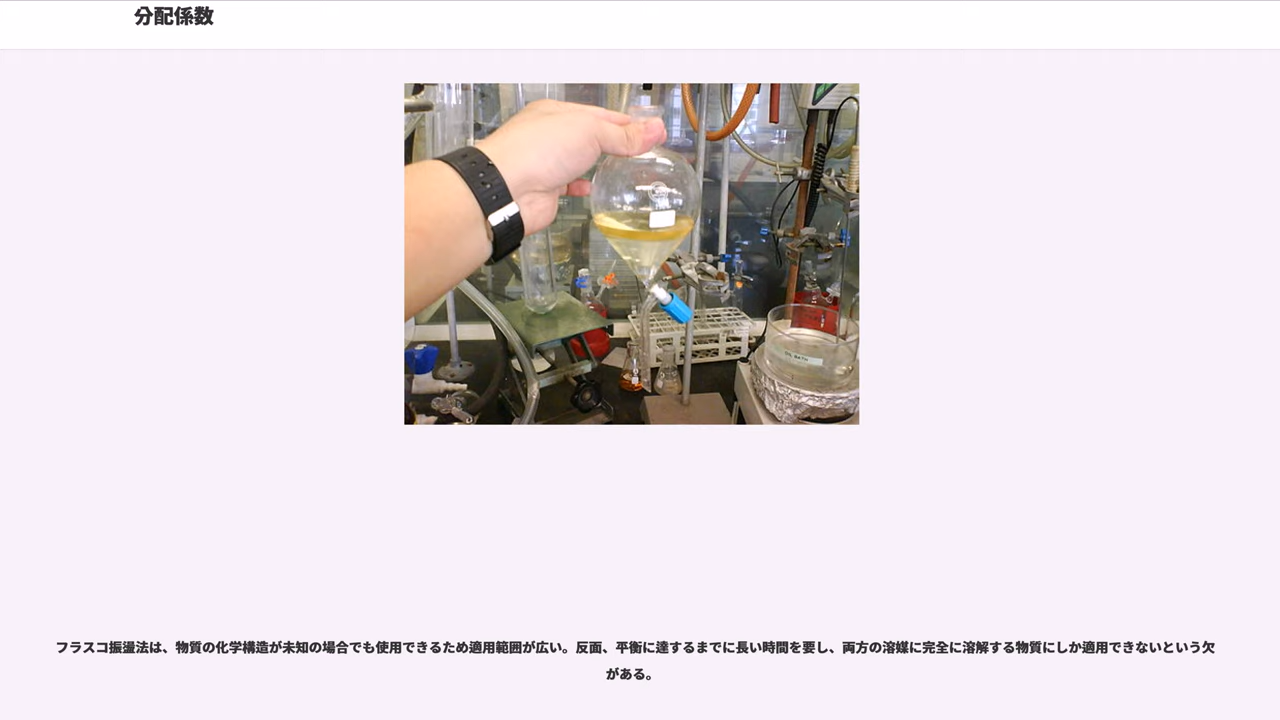 分配係数
OIL BATH
フラスコ振盪法は、物質の化学構造が未知の場合でも使用できるため適用範囲が広い。反面、平衡に達するまでに長い時間を要し、両方の溶媒に完全に溶解する物質にしか適用できないという欠
がある。